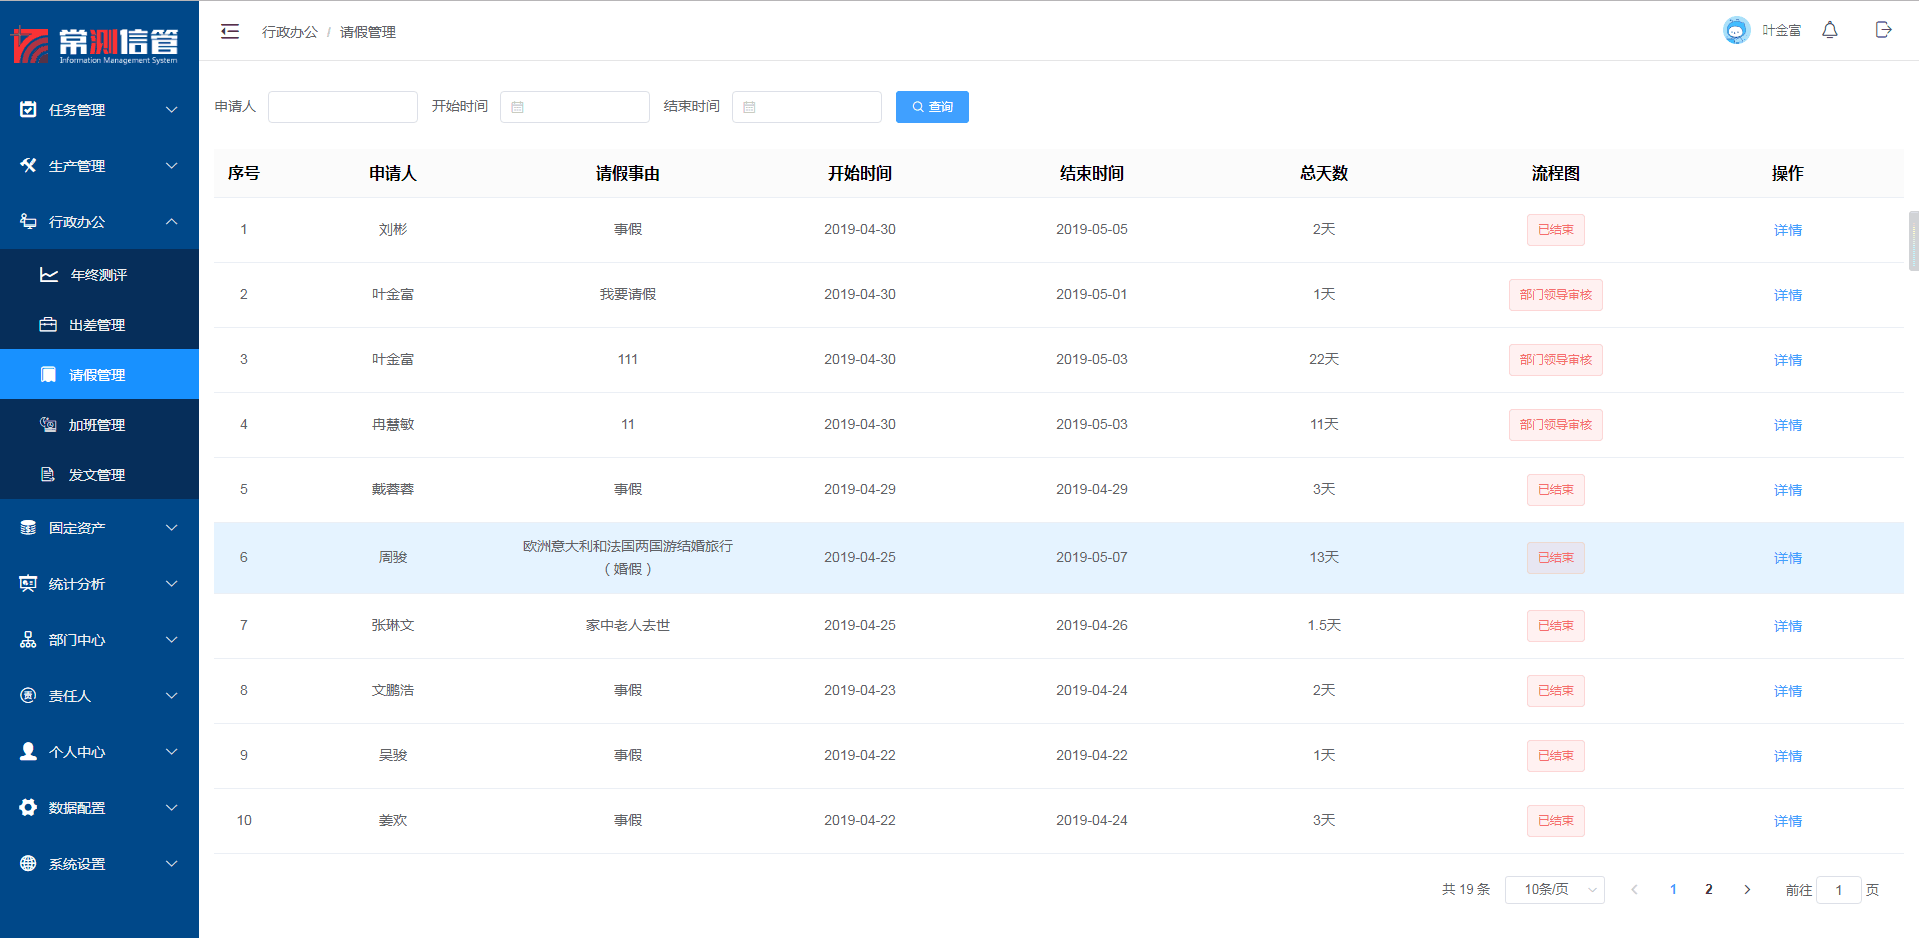 常测信管
Information Management System
行政办公 / 请假管理
叶金富
任务管理
生产管理
行政办公
年终测评
出差管理
请假管理
加班管理
发文管理
固定资产
统计分析
部门中心
责任人
个人中心
数据配置
系统设置
申请人 开始时间 结束时间 查询
序号 申请人 请假事由 开始时间 结束时间 总天数 流程图 操作
1 刘彬 事假 2019-04-30 2019-05-05 2天 已结束 详情
2 叶金富 我要请假 2019-04-30 2019-05-01 1天 部门领导审核 详情
3 叶金富 111 2019-04-30 2019-05-03 22天 部门领导审核 详情
4 冉慧敏 11 2019-04-30 2019-05-03 11天 部门领导审核 详情
5 戴蓉蓉 事假 2019-04-29 2019-04-29 3天 已结束 详情
6 周骏 欧洲意大利和法国两国游结婚旅行 2019-04-25 2019-05-07 13天 已结束 详情
（婚假）
7 张琳文 家中老人去世 2019-04-25 2019-04-26 1.5天 已结束 详情
8 文鹏浩 事假 2019-04-23 2019-04-24 2天 已结束 详情
9 吴骏 事假 2019-04-22 2019-04-22 1天 已结束 详情
10 姜欢 事假 2019-04-22 2019-04-24 3天 已结束 详情
共 19 条 10条/页 1 2 前往 1 页